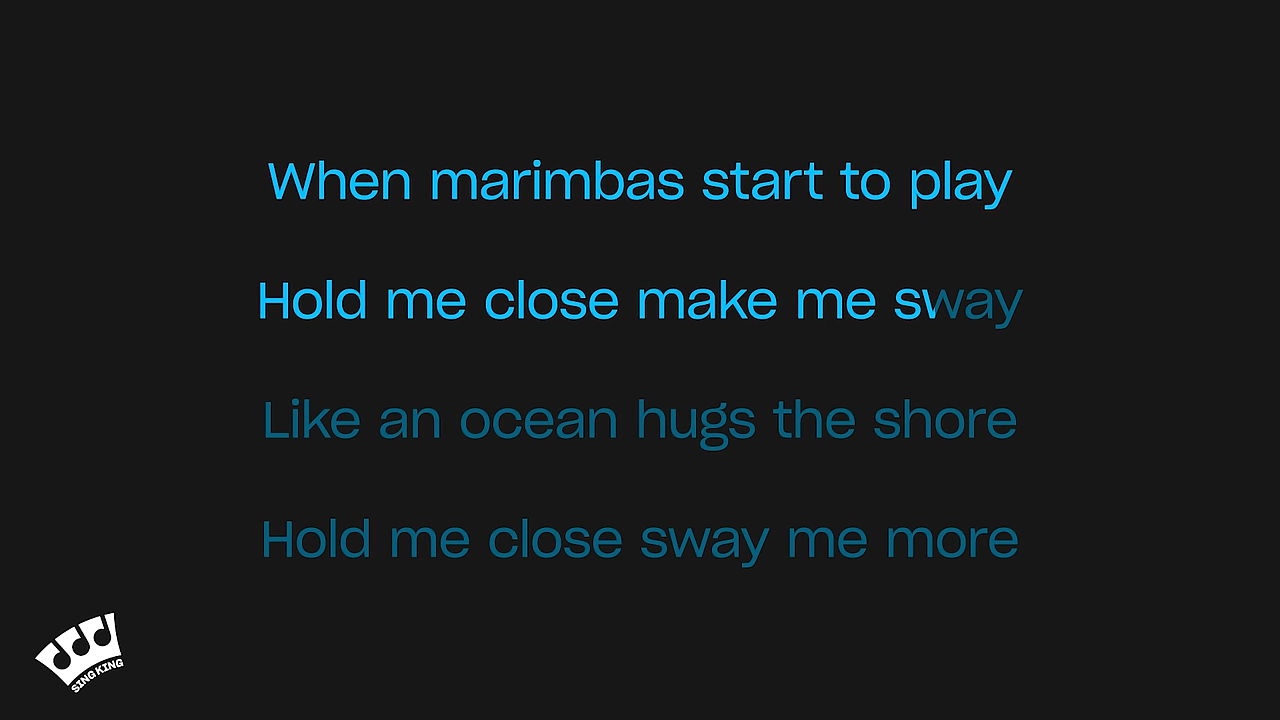 When marimbas start to play
Hold me close make me sway
Like an ocean hugs the shore
Hold me close sway me more
SING KING